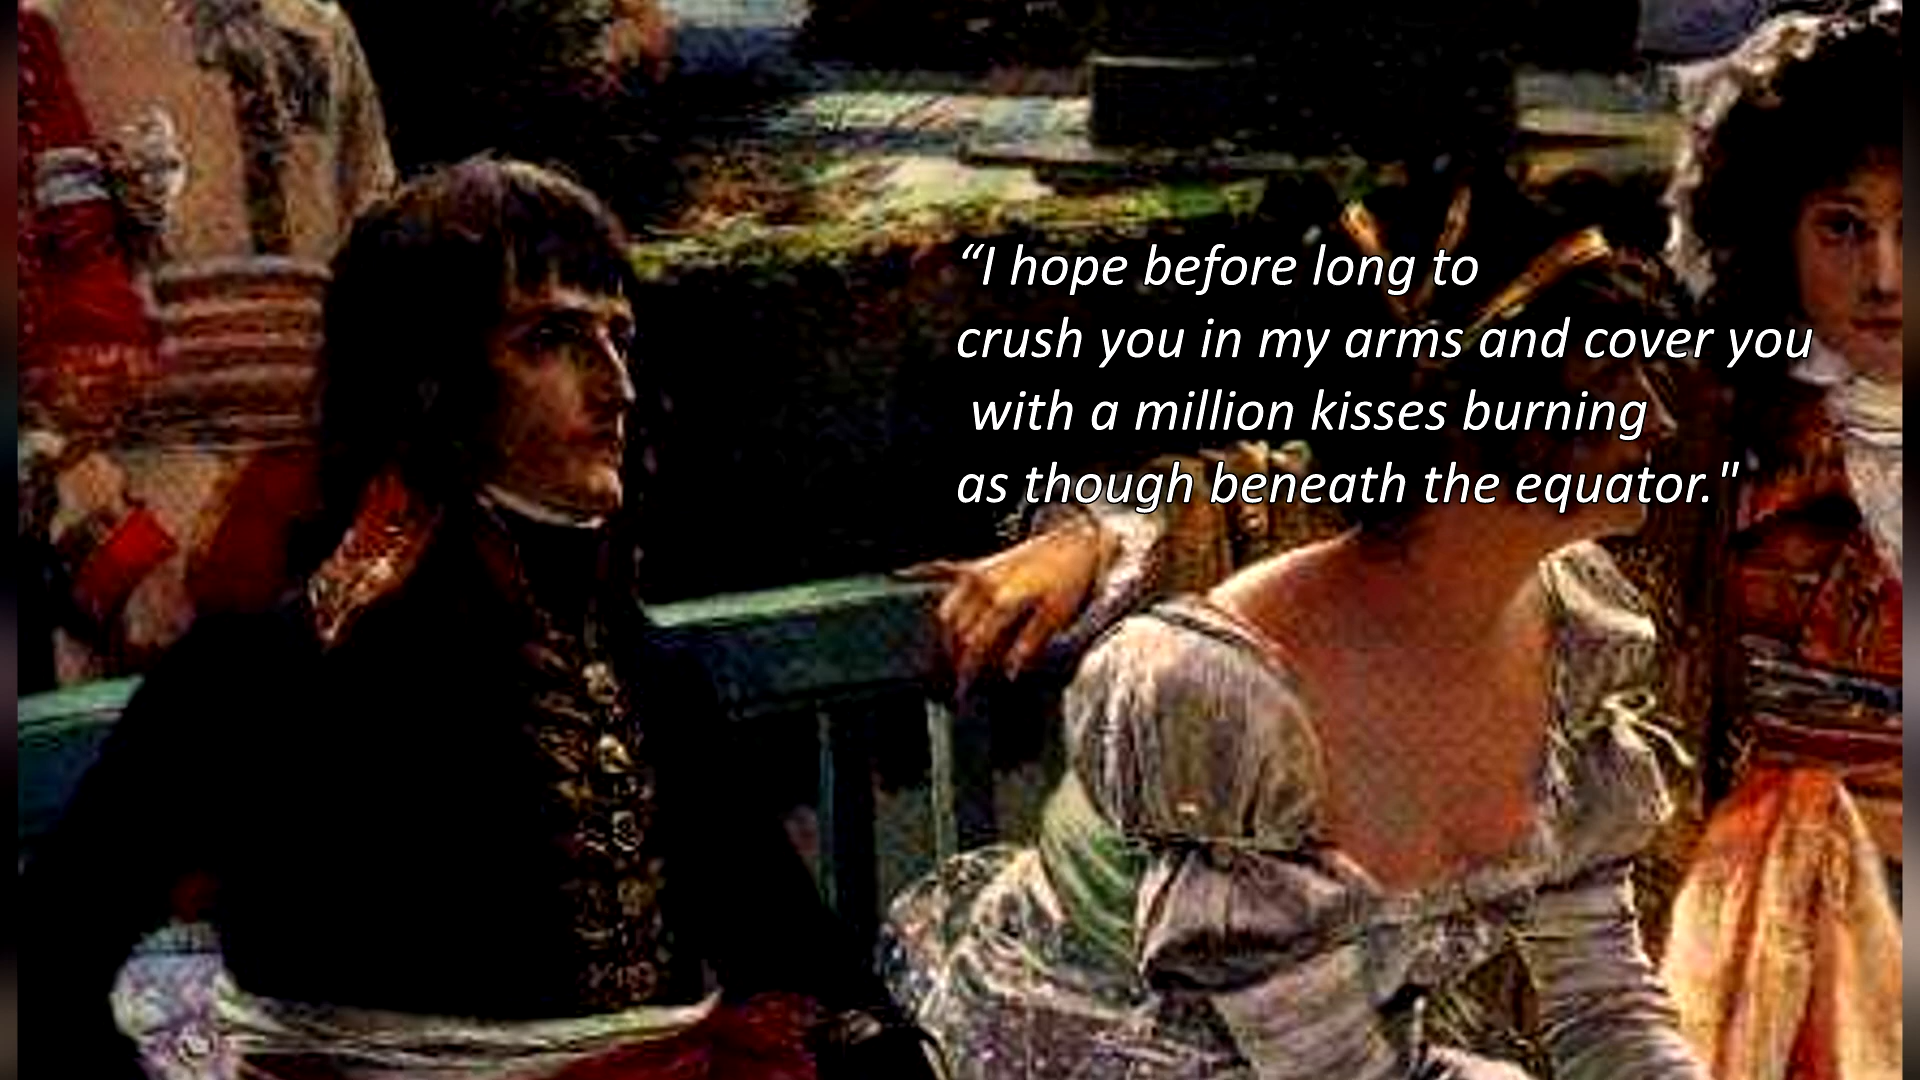 “I hope before long to
crush you in my arms and cover you
with a million kisses burning
as though beneath the equator."